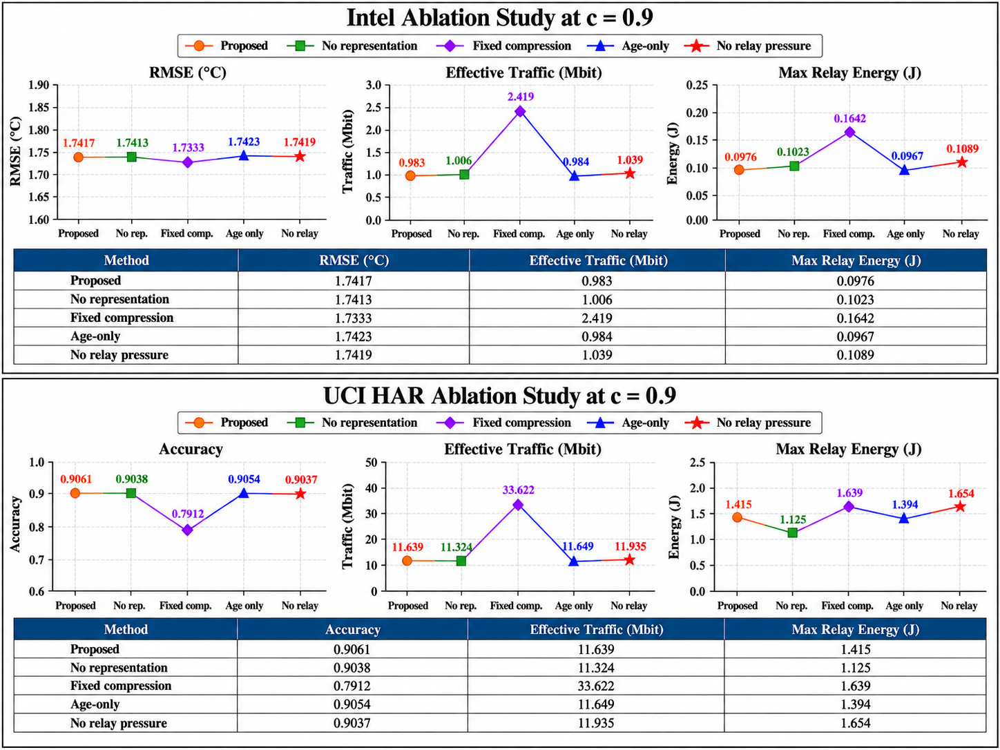 Intel Ablation Study at c = 0.9
Proposed No representation Fixed compression Age-only No relay pressure
RMSE (°C)
1.90
1.85
1.80
1.75
1.70
1.65
1.60
RMSE (°C)
1.7417 1.7413 1.7333 1.7423 1.7419
Proposed No rep. Fixed comp. Age only No relay
Effective Traffic (Mbit)
3.0
2.5
2.0
1.5
1.0
0.5
0.0
Traffic (Mbit)
0.983 1.006 2.419 0.984 1.039
Proposed No rep. Fixed comp. Age only No relay
Max Relay Energy (J)
0.25
0.20
0.15
0.10
0.05
0.00
Energy (J)
0.0976 0.1023 0.1642 0.0967 0.1089
Proposed No rep. Fixed comp. Age only No relay
Method RMSE (°C) Effective Traffic (Mbit) Max Relay Energy (J)
Proposed 1.7417 0.983 0.0976
No representation 1.7413 1.006 0.1023
Fixed compression 1.7333 2.419 0.1642
Age-only 1.7423 0.984 0.0967
No relay pressure 1.7419 1.039 0.1089
UCI HAR Ablation Study at c = 0.9
Proposed No representation Fixed compression Age-only No relay pressure
Accuracy
1.0
0.9
0.8
0.7
0.6
Accuracy
0.9061 0.9038 0.7912 0.9054 0.9037
Proposed No rep. Fixed comp. Age only No relay
Effective Traffic (Mbit)
50
40
30
20
10
0
Traffic (Mbit)
11.639 11.324 33.622 11.649 11.935
Proposed No rep. Fixed comp. Age only No relay
Max Relay Energy (J)
2.5
2.0
1.5
1.0
0.5
0.0
Energy (J)
1.415 1.125 1.639 1.394 1.654
Proposed No rep. Fixed comp. Age only No relay
Method Accuracy Effective Traffic (Mbit) Max Relay Energy (J)
Proposed 0.9061 11.639 1.415
No representation 0.9038 11.324 1.125
Fixed compression 0.7912 33.622 1.639
Age-only 0.9054 11.649 1.394
No relay pressure 0.9037 11.935 1.654